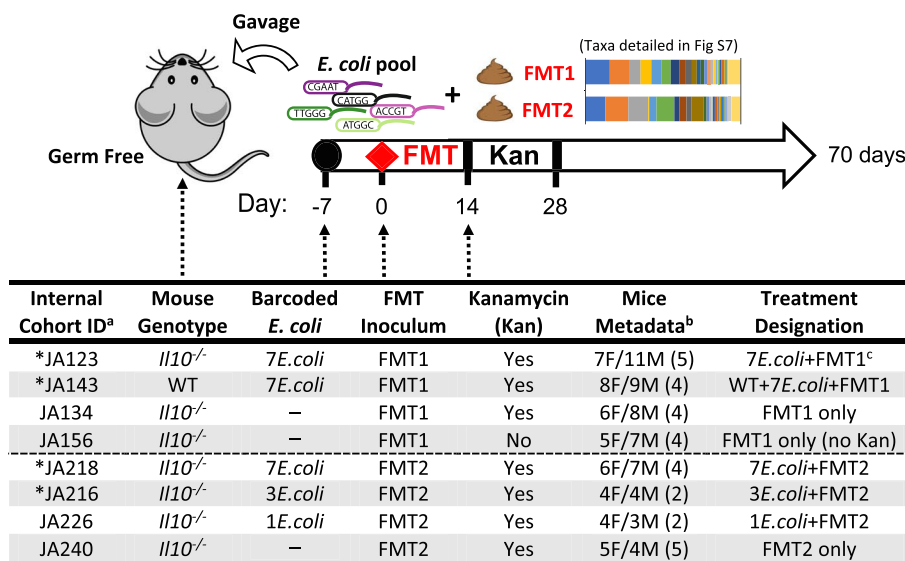 Gavage
(Taxa detailed in Fig S7)
E. coli pool
CGAAT
CATGG
TTGGG
ACCGT
ATGGC
+
FMT1
FMT2
Germ Free
FMT
Kan
70 days
Day: -7 0 14 28
Internal Cohort IDᵃ Mouse Genotype Barcoded E. coli FMT Inoculum Kanamycin (Kan) Mice Metadataᵇ Treatment Designation
*JA123 Il10-/- 7E.coli FMT1 Yes 7F/11M (5) 7E.coli+FMT1ᶜ
*JA143 WT 7E.coli FMT1 Yes 8F/9M (4) WT+7E.coli+FMT1
JA134 Il10-/- – FMT1 Yes 6F/8M (4) FMT1 only
JA156 Il10-/- – FMT1 No 5F/7M (4) FMT1 only (no Kan)
*JA218 Il10-/- 7E.coli FMT2 Yes 6F/7M (4) 7E.coli+FMT2
*JA216 Il10-/- 3E.coli FMT2 Yes 4F/4M (2) 3E.coli+FMT2
JA226 Il10-/- 1E.coli FMT2 Yes 4F/3M (2) 1E.coli+FMT2
JA240 Il10-/- – FMT2 Yes 5F/4M (5) FMT2 only